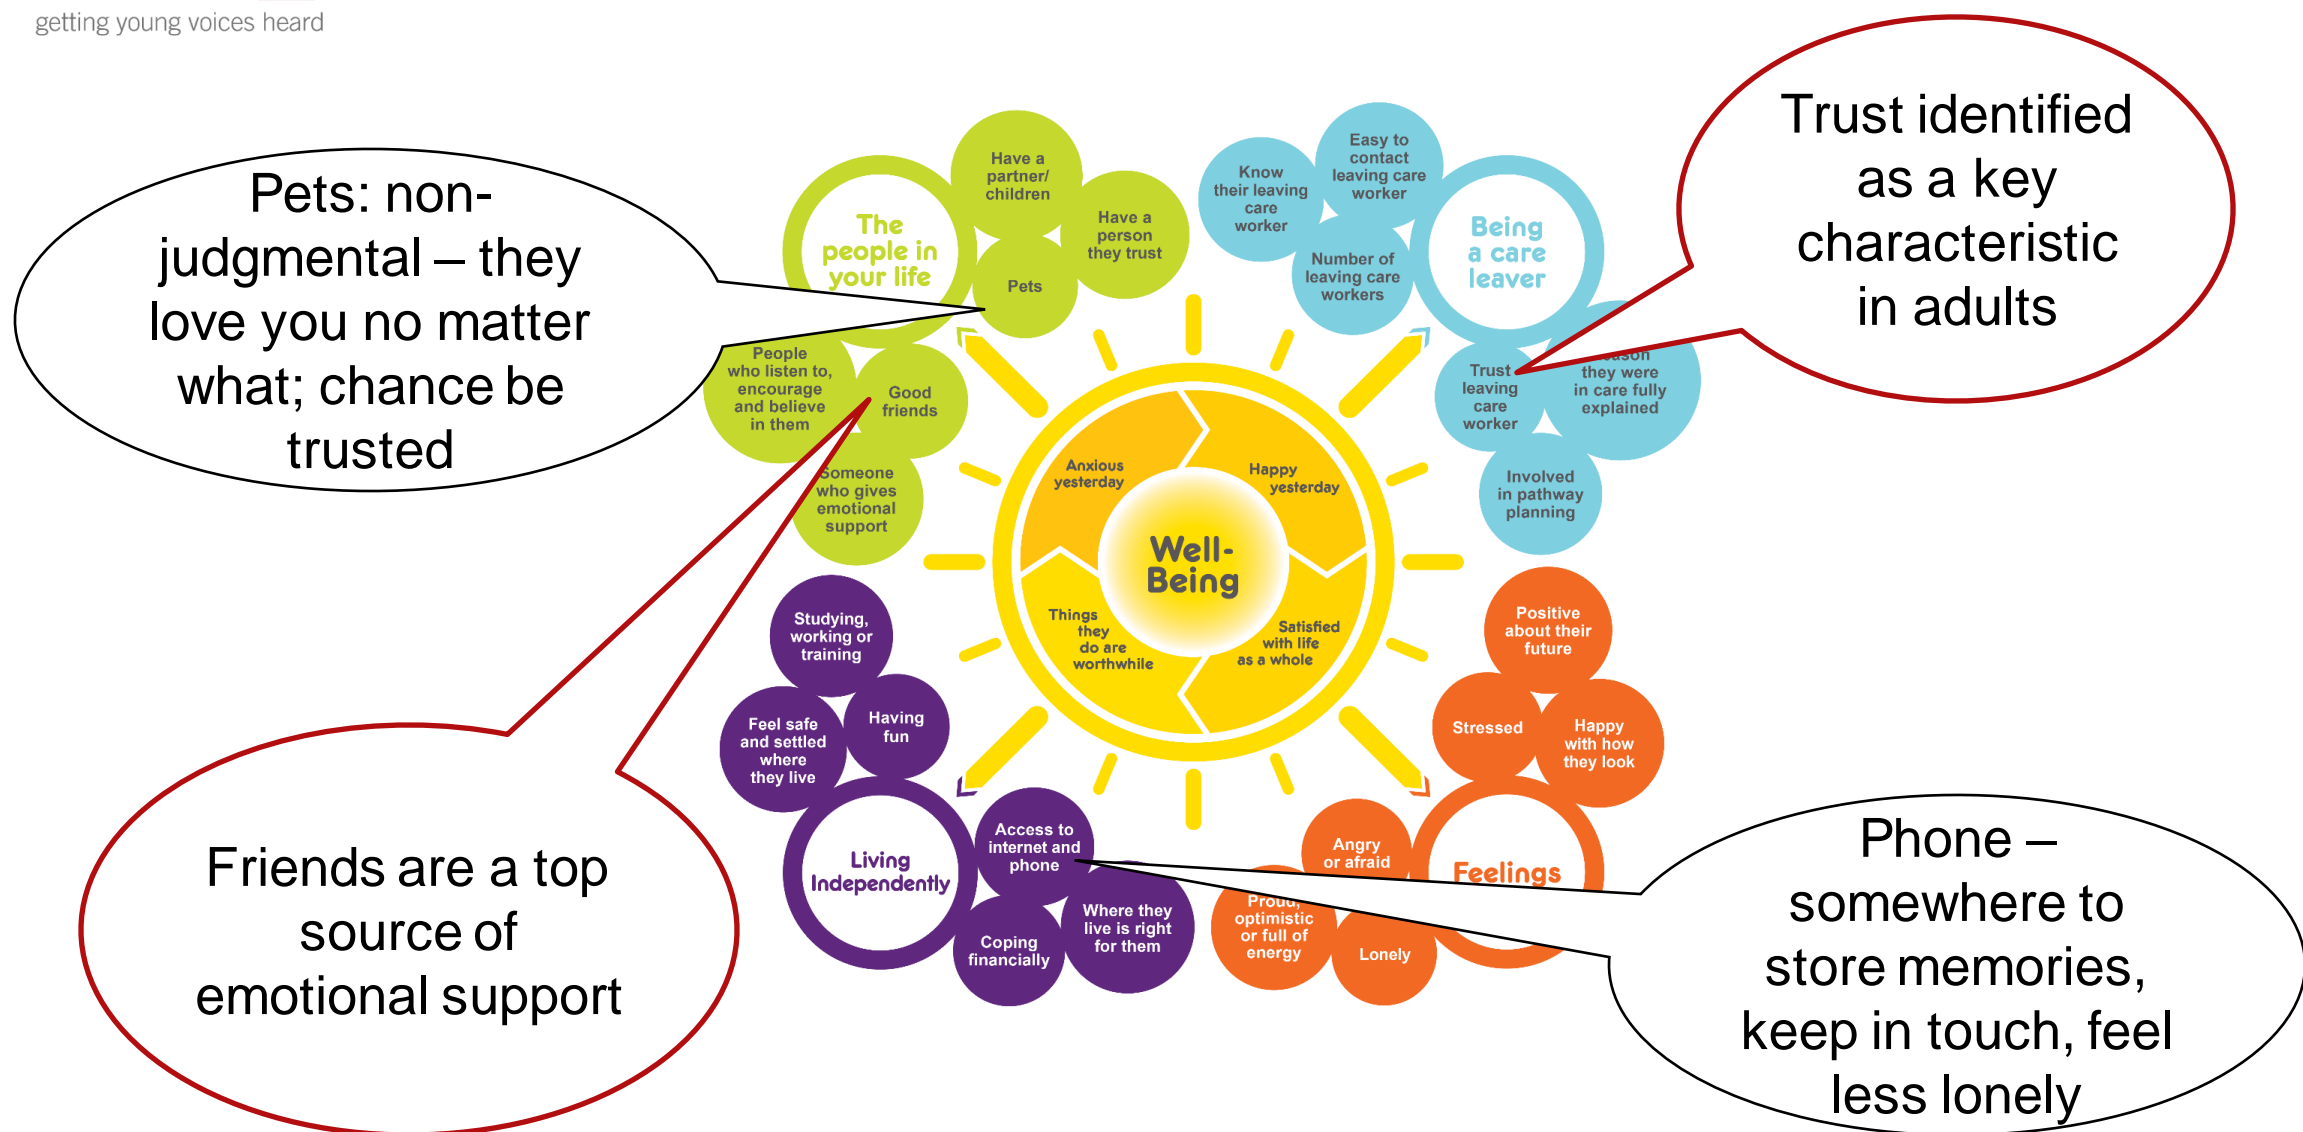 getting young voices heard
Pets: non-
judgmental – they
love you no matter
what; chance be
trusted
The
people in
your life
Have a
partner/
children
Have a
person
they trust
Pets
People
who listen to,
encourage
and believe
in them
Good
friends
Someone
who gives
emotional
support
Know
their leaving
care
worker
Easy to
contact
leaving care
worker
Number of
leaving care
workers
Being
a care
leaver
Trust
leaving
care
worker
they were
in care fully
explained
Involved
in pathway
planning
Trust identified
as a key
characteristic
in adults
Anxious
yesterday
Happy
yesterday
Well-
Being
Things
they
do are
worthwhile
Satisfied
with life
as a whole
Studying,
working or
training
Feel safe
and settled
where
they live
Having
fun
Living
Independently
Access to
internet and
phone
Coping
financially
Where they
live is right
for them
Positive
about their
future
Stressed
Happy
with how
they look
Angry
or afraid
Feelings
Proud,
optimistic
or full of
energy
Lonely
Friends are a top
source of
emotional support
Phone –
somewhere to
store memories,
keep in touch, feel
less lonely